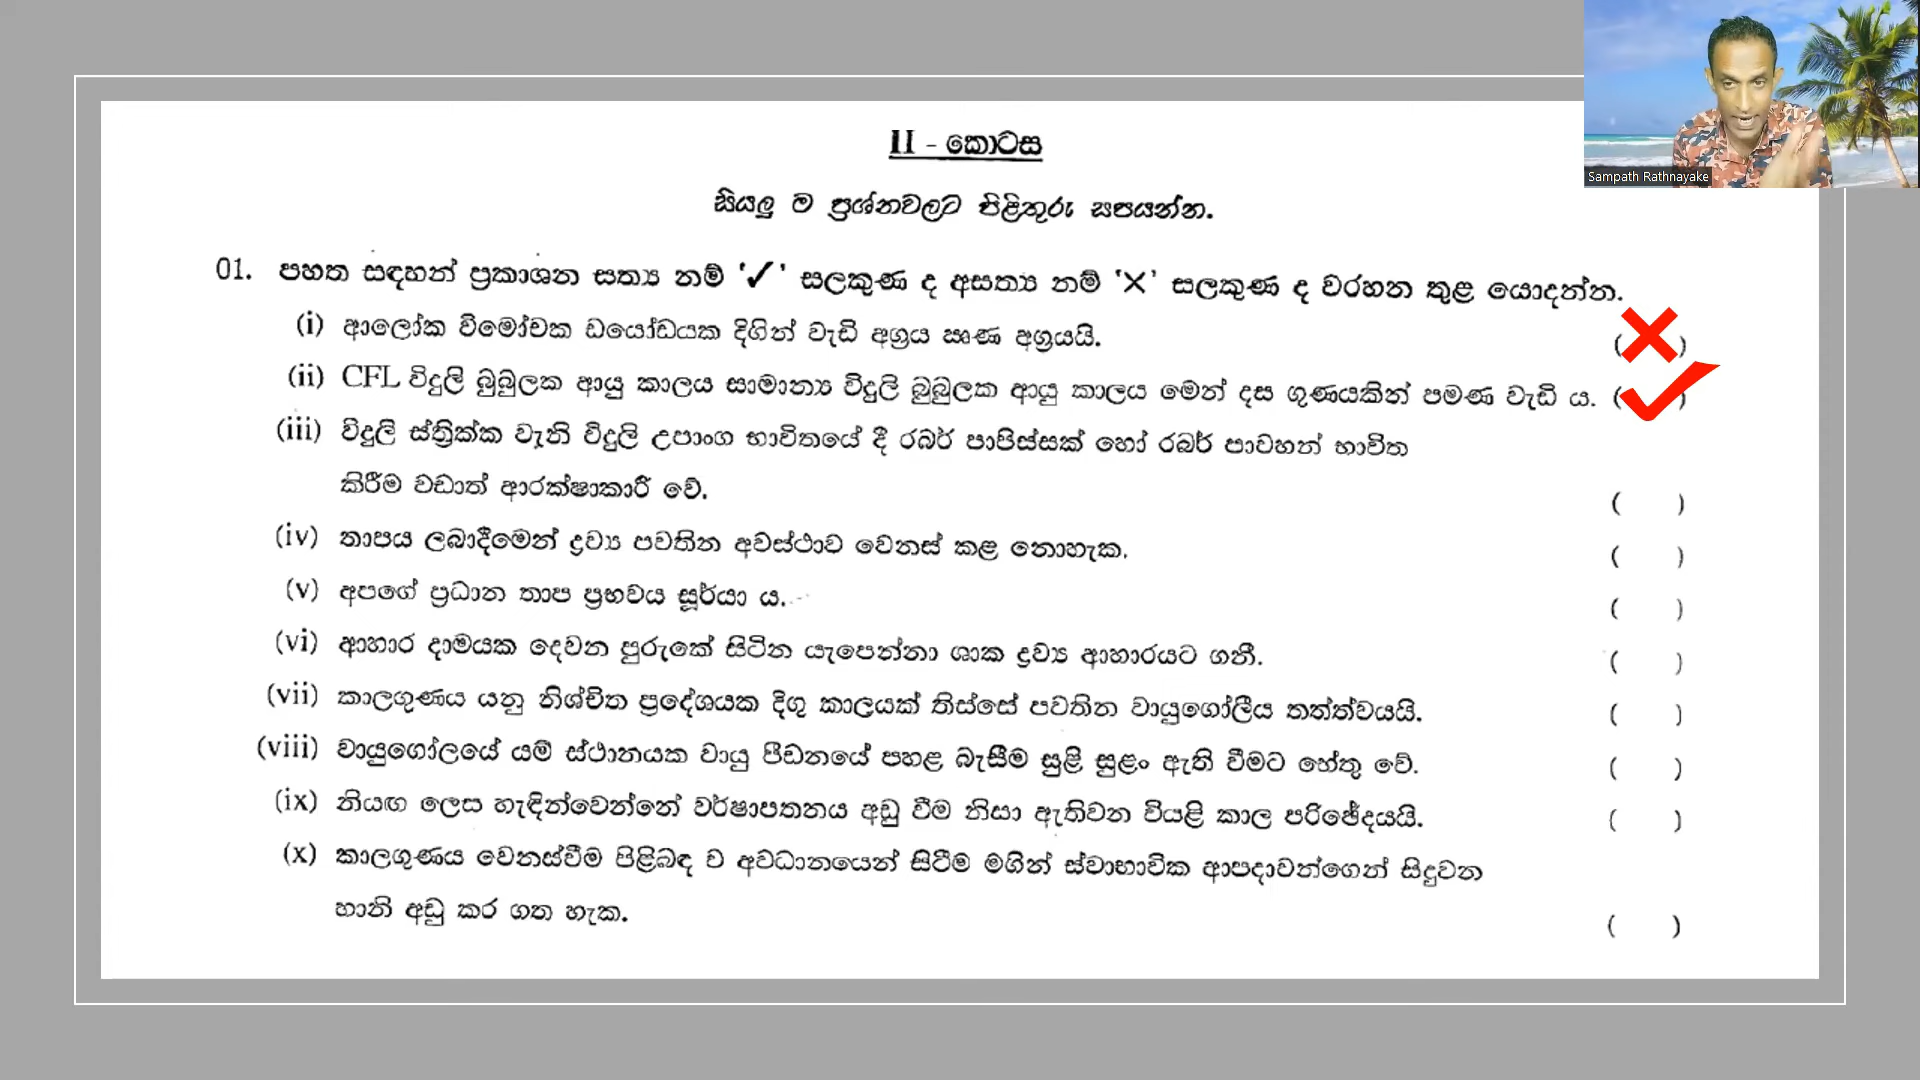 Sampath Rathnayake
II - කොටස
සියලු ම ප්‍රශ්නවලට පිළිතුරු සපයන්න.
01. පහත සඳහන් ප්‍රකාශන සත්‍ය නම් ‘✓’ සලකුණ ද අසත්‍ය නම් ‘✕’ සලකුණ ද වරහන තුළ යොදන්න.
(i) ආලෝක විමෝචක ඩයෝඩයක දිගින් වැඩි අග්‍රය ඍණ අග්‍රයයි. (✕)
(ii) CFL විදුලි බුබුලක ආයු කාලය සාමාන්‍ය විදුලි බුබුලක ආයු කාලය මෙන් දස ගුණයකින් පමණ වැඩි ය. (✓)
(iii) විදුලි ස්ත්‍රික්ක වැනි විදුලි උපාංග භාවිතයේ දී රබර් පාපිස්සක් හෝ රබර් පාවහන් භාවිත
කිරීම වඩාත් ආරක්ෂාකාරී වේ. ( )
(iv) තාපය ලබාදීමෙන් ද්‍රව්‍ය පවතින අවස්ථාව වෙනස් කළ නොහැක. ( )
(v) අපගේ ප්‍රධාන තාප ප්‍රභවය සූර්යා ය. ( )
(vi) ආහාර දාමයක දෙවන පුරුකේ සිටින යැපෙන්නා ශාක ද්‍රව්‍ය ආහාරයට ගනී. ( )
(vii) කාලගුණය යනු නිශ්චිත ප්‍රදේශයක දිගු කාලයක් තිස්සේ පවතින වායුගෝලීය තත්ත්වයයි. ( )
(viii) වායුගෝලයේ යම් ස්ථානයක වායු පීඩනයේ පහළ බැසීම සුළි සුළං ඇති වීමට හේතු වේ. ( )
(ix) නියඟ ලෙස හැඳින්වෙන්නේ වර්ෂාපතනය අඩු වීම නිසා ඇතිවන වියළි කාල පරිච්ඡේදයයි. ( )
(x) කාලගුණය වෙනස්වීම පිළිබඳ ව අවධානයෙන් සිටීම මගින් ස්වාභාවික ආපදාවන්ගෙන් සිදුවන
හානි අඩු කර ගත හැක. ( )